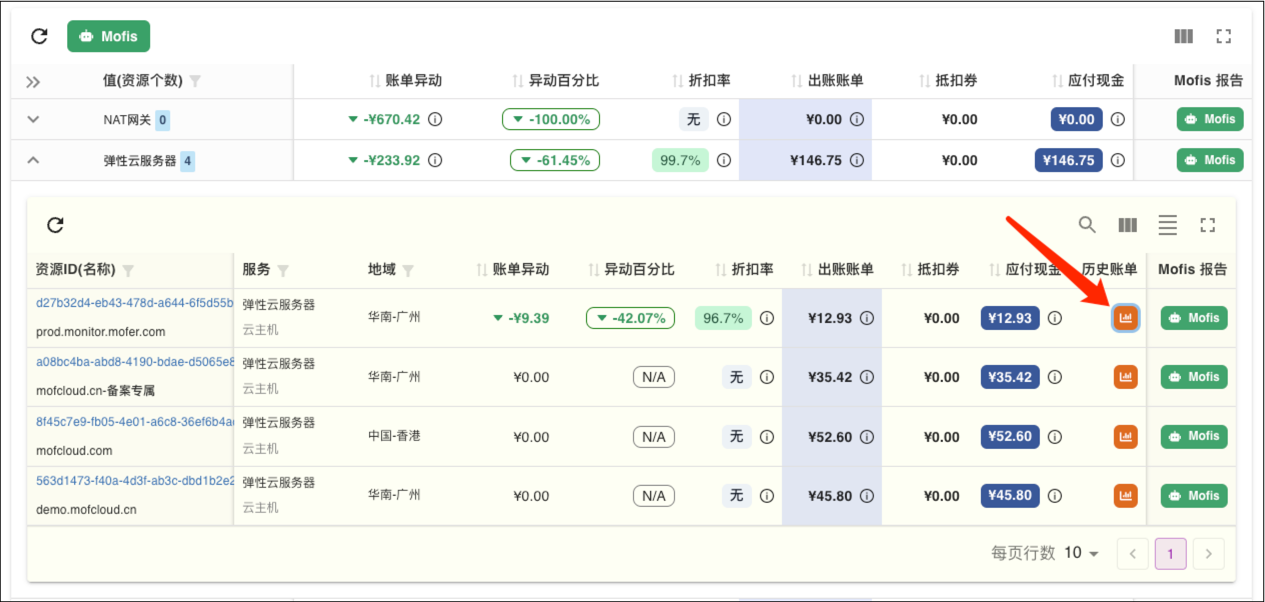 Mofis
值(资源个数) 账单异动 异动百分比 折扣率 出账账单 抵扣券 应付现金 Mofis 报告
NAT网关 0 -¥670.42 -100.00% 无 ¥0.00 ¥0.00 ¥0.00 Mofis
弹性云服务器 4 -¥233.92 -61.45% 99.7% ¥146.75 ¥0.00 ¥146.75 Mofis
资源ID(名称) 服务 地域 账单异动 异动百分比 折扣率 出账账单 抵扣券 应付现金 历史账单 Mofis 报告
d27b32d4-eb43-478d-a644-6f5d55b 弹性云服务器 华南-广州 -¥9.39 -42.07% 96.7% ¥12.93 ¥0.00 ¥12.93 Mofis
prod.monitor.mofer.com 云主机
a08bc4ba-abd8-4190-bdae-d5065e8 弹性云服务器 华南-广州 ¥0.00 N/A 无 ¥35.42 ¥0.00 ¥35.42 Mofis
mofcloud.cn-备案专属 云主机
8f45c7e9-fb05-4e01-a6c8-36ef6b4a 弹性云服务器 中国-香港 ¥0.00 N/A 无 ¥52.60 ¥0.00 ¥52.60 Mofis
mofcloud.com 云主机
563d1473-f40a-4d3f-ab3c-dbd1b2e2 弹性云服务器 华南-广州 ¥0.00 N/A 无 ¥45.80 ¥0.00 ¥45.80 Mofis
demo.mofcloud.cn 云主机
每页行数 10 1